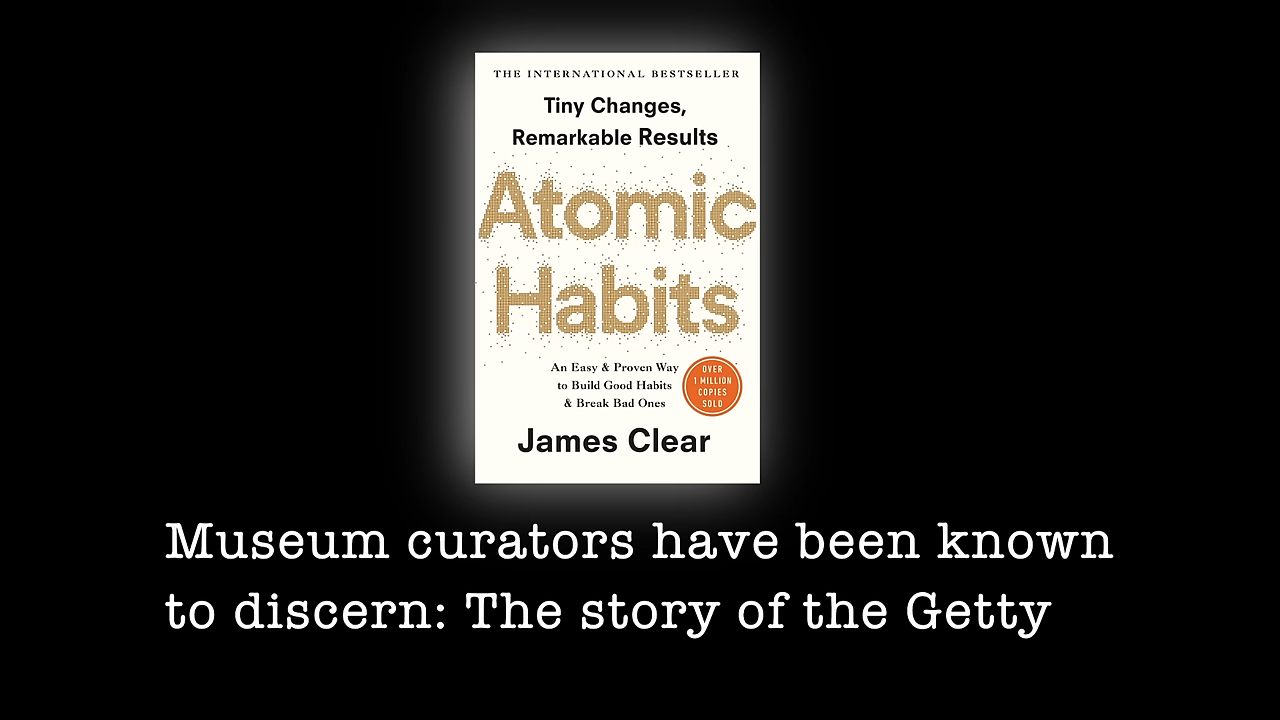 THE INTERNATIONAL BESTSELLER
Tiny Changes,
Remarkable Results
Atomic
Habits
An Easy & Proven Way
to Build Good Habits
& Break Bad Ones
OVER
1 MILLION
COPIES
SOLD
James Clear
Museum curators have been known
to discern: The story of the Getty